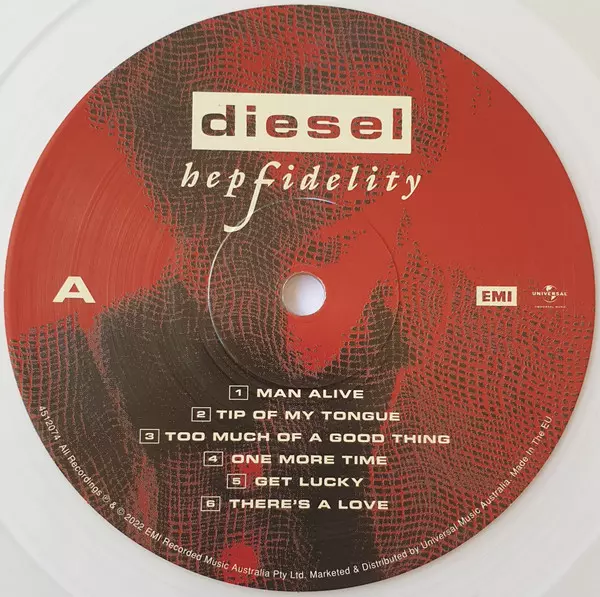 diesel
hepfidelity
A
EMI
UNIVERSAL
1 MAN ALIVE
2 TIP OF MY TONGUE
3 TOO MUCH OF A GOOD THING
4 ONE MORE TIME
5 GET LUCKY
6 THERE'S A LOVE
4512074 All Recordings ℗ & © 2022 EMI Recorded Music Australia Pty Ltd. Marketed & Distributed by Universal Music Australia. Made in The EU